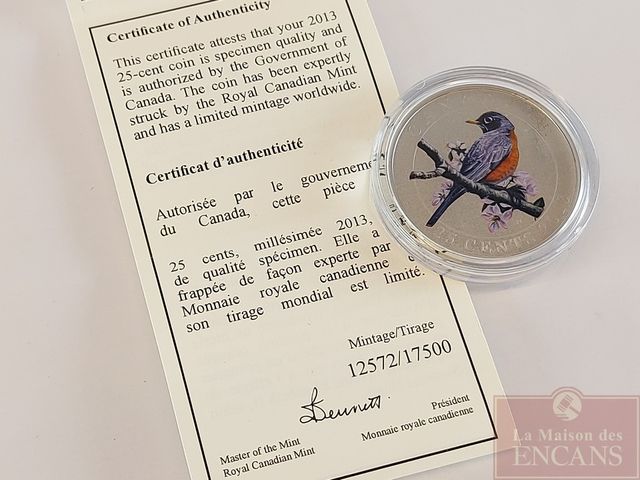 Certificate of Authenticity
This certificate attests that your 2013
25-cent coin is specimen quality and
is authorized by the Government of
Canada. The coin has been expertly
struck by the Royal Canadian Mint
and has a limited mintage worldwide.
Certificat d'authenticité
Autorisée par le gouverneme
du Canada, cette pièce
25 cents, millésimée 2013,
de qualité spécimen. Elle a
frappée de façon experte par
Monnaie royale canadienne e
son tirage mondial est limité.
Mintage/Tirage
12572/17500
Bennett
Master of the Mint
Royal Canadian Mint
Président
Monnaie royale canadienne
25 CENTS
La Maison des
ENCANS